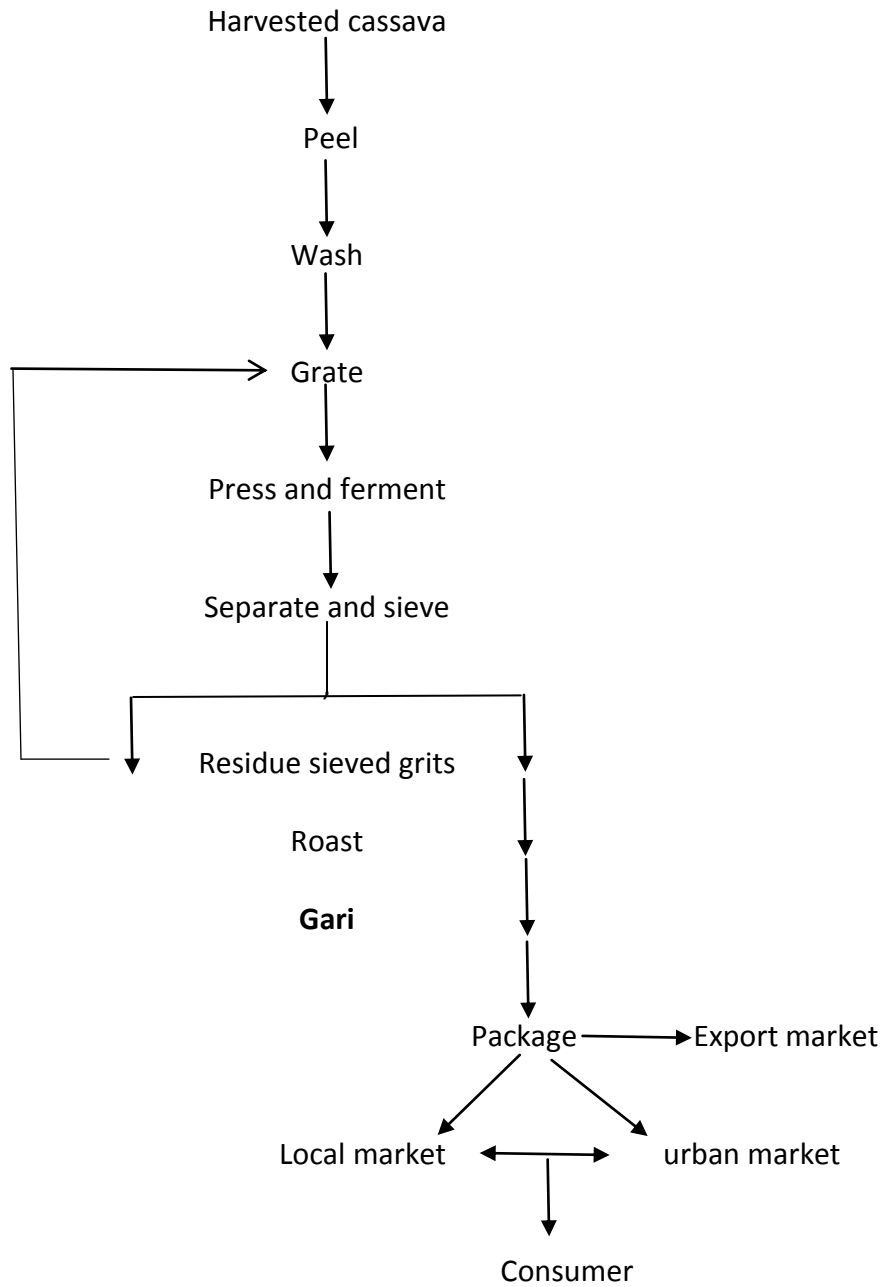 Harvested cassava
Peel
Wash
Grate
Press and ferment
Separate and sieve
Residue sieved grits
Roast
Gari
Package
Export market
Local market
urban market
Consumer